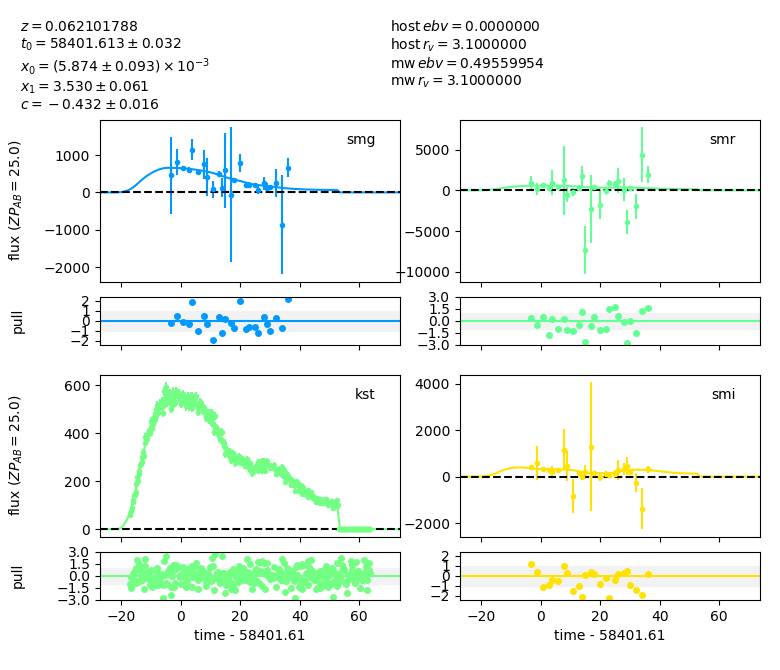 z = 0.062101788
t₀ = 58401.613 ± 0.032
x₀ = (5.874 ± 0.093) × 10⁻³
x₁ = 3.530 ± 0.061
c = −0.432 ± 0.016
host ebv = 0.0000000
host r_v = 3.1000000
mw ebv = 0.49559954
mw r_v = 3.1000000
flux (ZP_AB = 25.0)
1000
0
−1000
−2000
smg
5000
0
−5000
−10000
smr
pull
2
1
0
−1
−2
3.0
1.5
0.0
−1.5
−3.0
flux (ZP_AB = 25.0)
600
400
200
0
kst
4000
2000
0
−2000
smi
pull
3.0
1.5
0.0
−1.5
−3.0
2
1
0
−1
−2
−20 0 20 40 60
−20 0 20 40 60
time - 58401.61
time - 58401.61